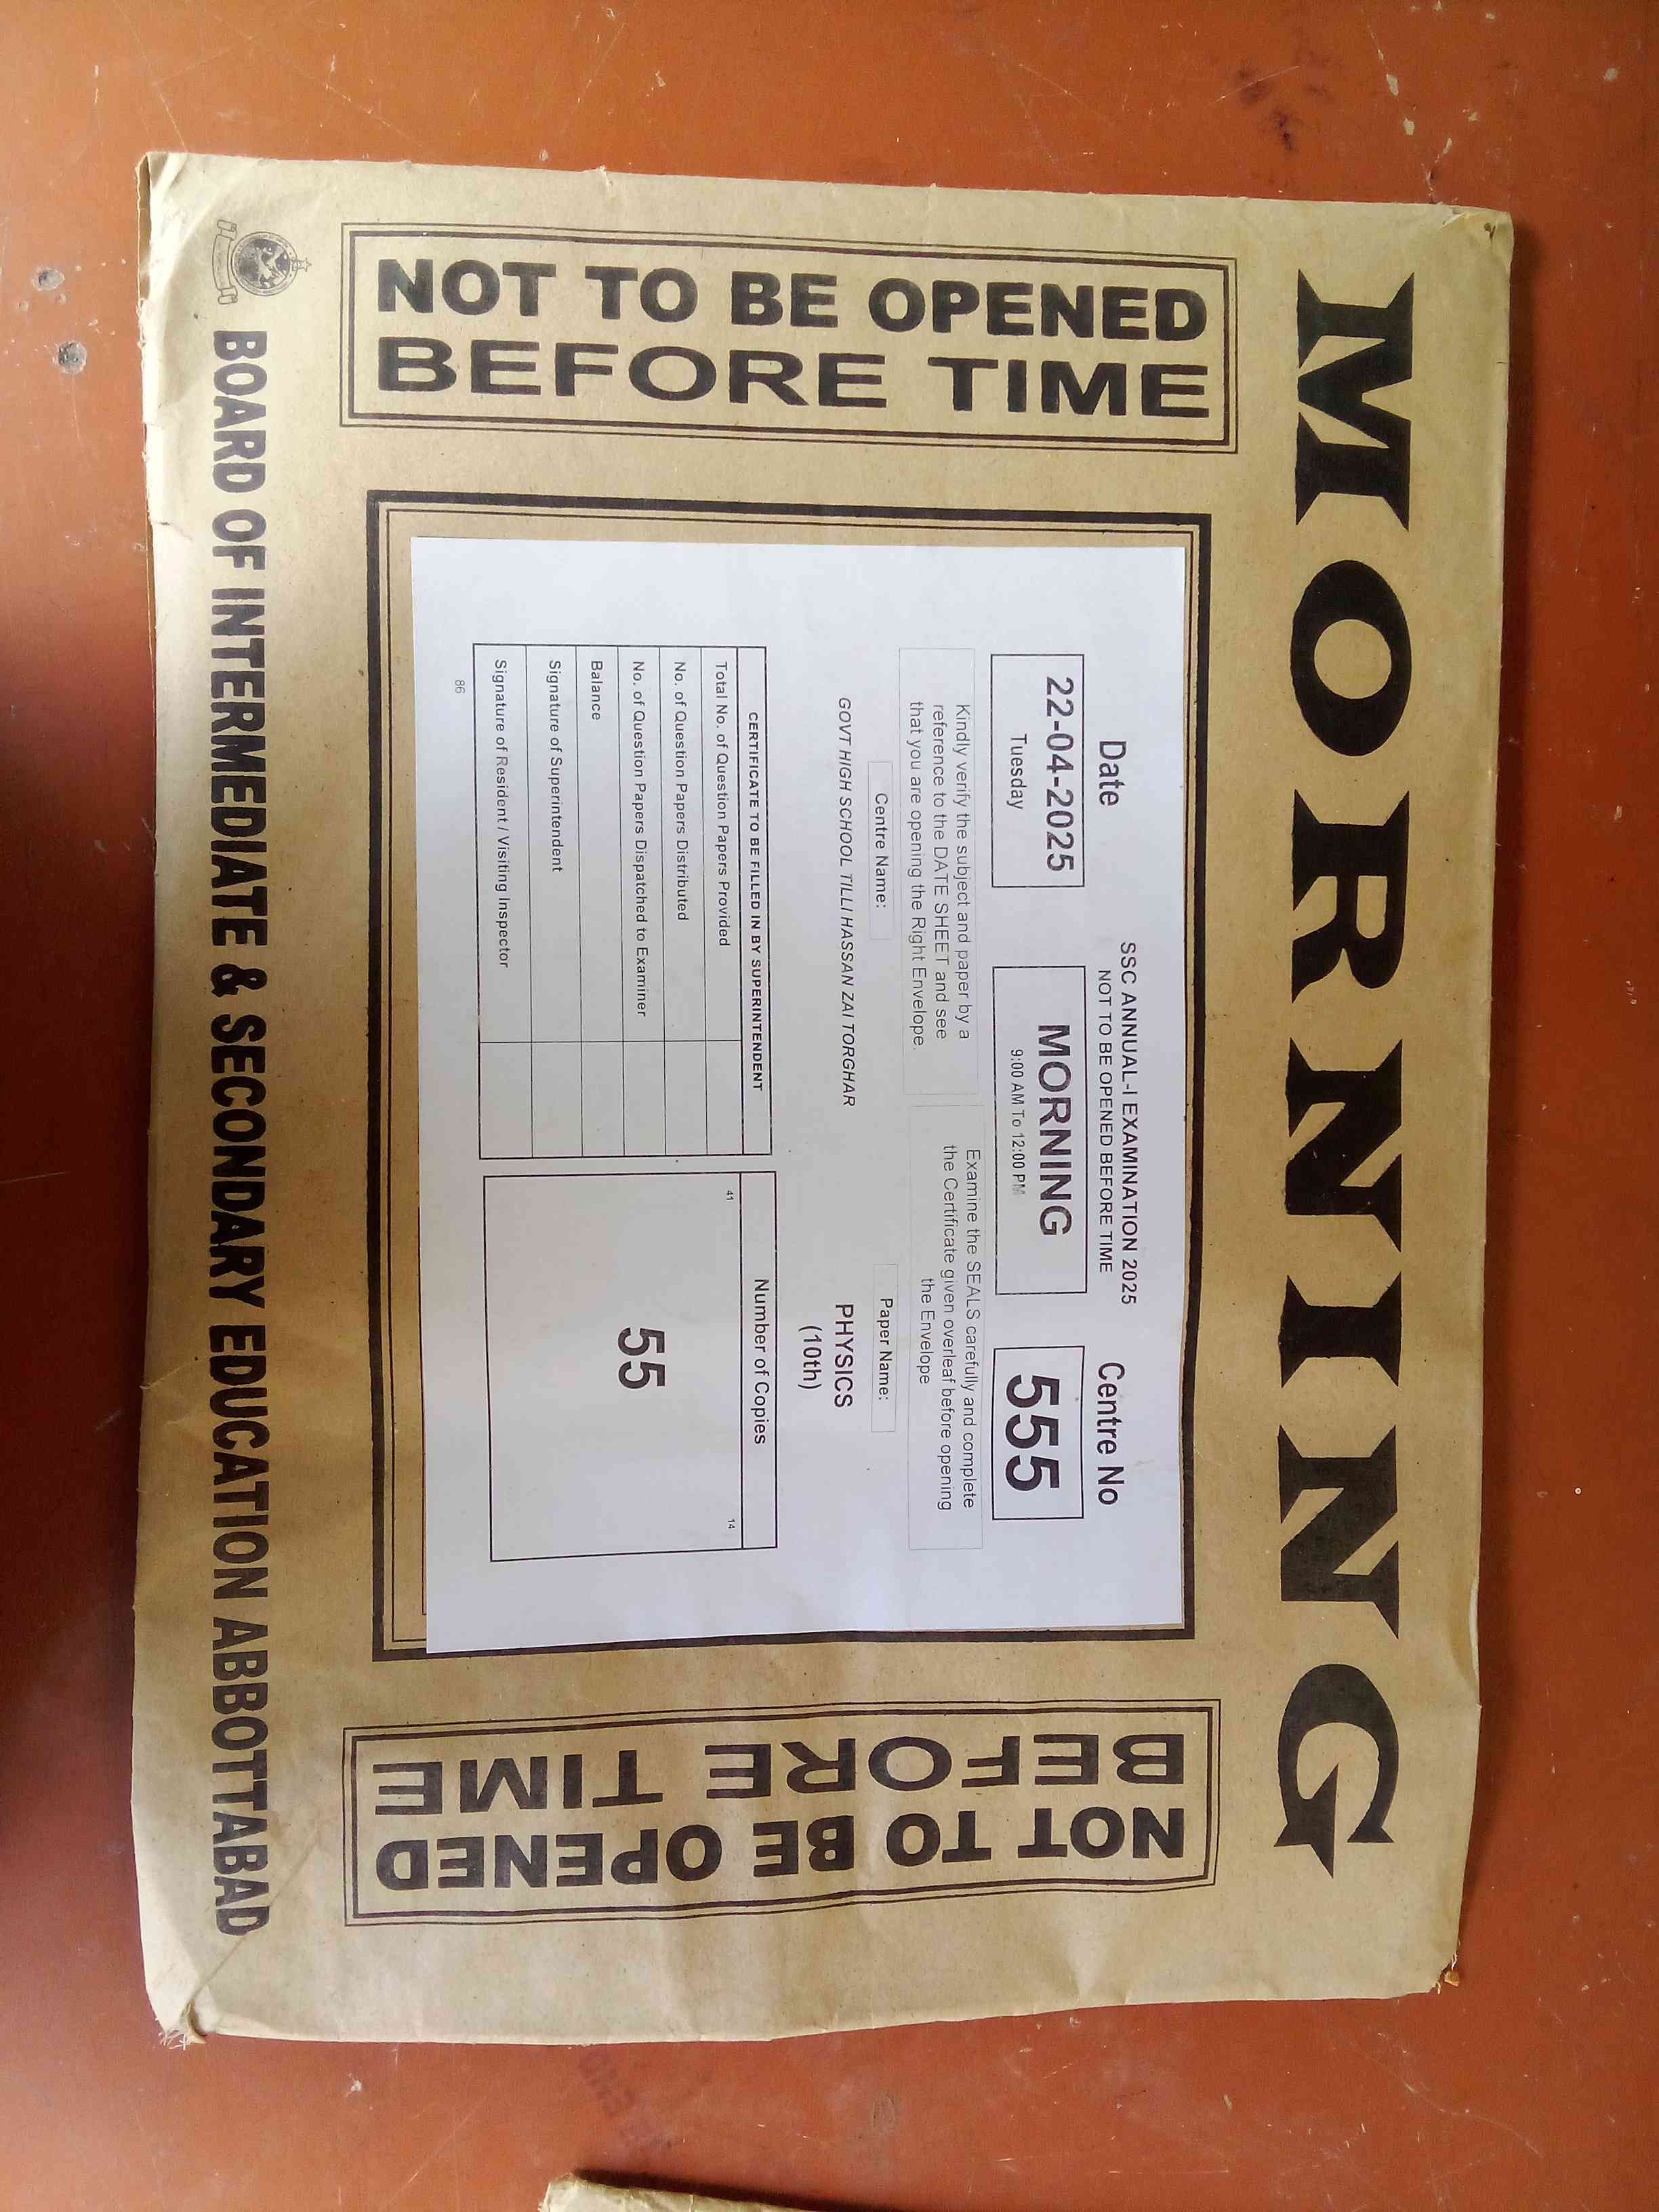 MORNING
NOT TO BE OPENED
BEFORE TIME
SSC ANNUAL-I EXAMINATION 2025
NOT TO BE OPENED BEFORE TIME
Date
22-04-2025
Tuesday
MORNING
9:00 AM To 12:00 PM
Centre No
555
Kindly verify the subject and paper by a
reference to the DATE SHEET and see
that you are opening the Right Envelope.
Examine the SEALS carefully and complete
the Certificate given overleaf before opening
the Envelope
Centre Name:
GOVT HIGH SCHOOL TILLI HASSAN ZAI TORGHAR
Paper Name:
PHYSICS
(10th)
CERTIFICATE TO BE FILLED IN BY SUPERINTENDENT
Total No. of Question Papers Provided
No. of Question Papers Distributed
No. of Question Papers Dispatched to Examiner
Balance
Signature of Superintendent
Signature of Resident / Visiting Inspector
86
Number of Copies
41
14
55
NOT TO BE OPENED
BEFORE TIME
BOARD OF INTERMEDIATE & SECONDARY EDUCATION ABBOTTABAD